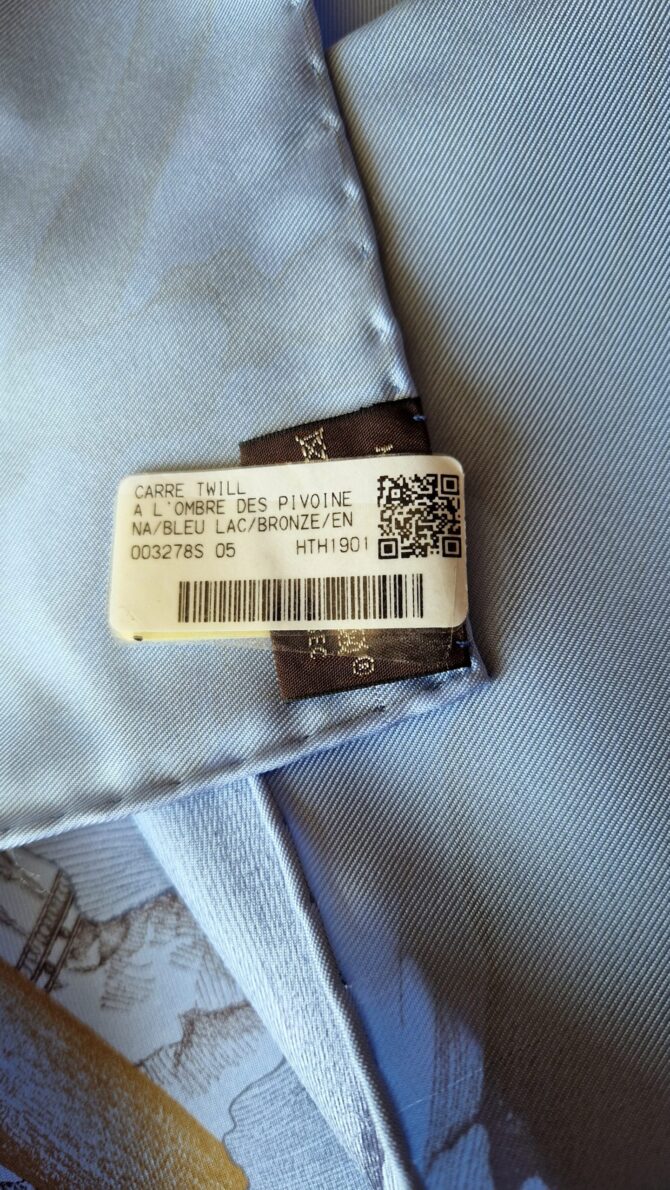 CARRE TWILL
A L'OMBRE DES PIVOINE
NA/BLEU LAC/BRONZE/EN
003278S 05 HTH1901